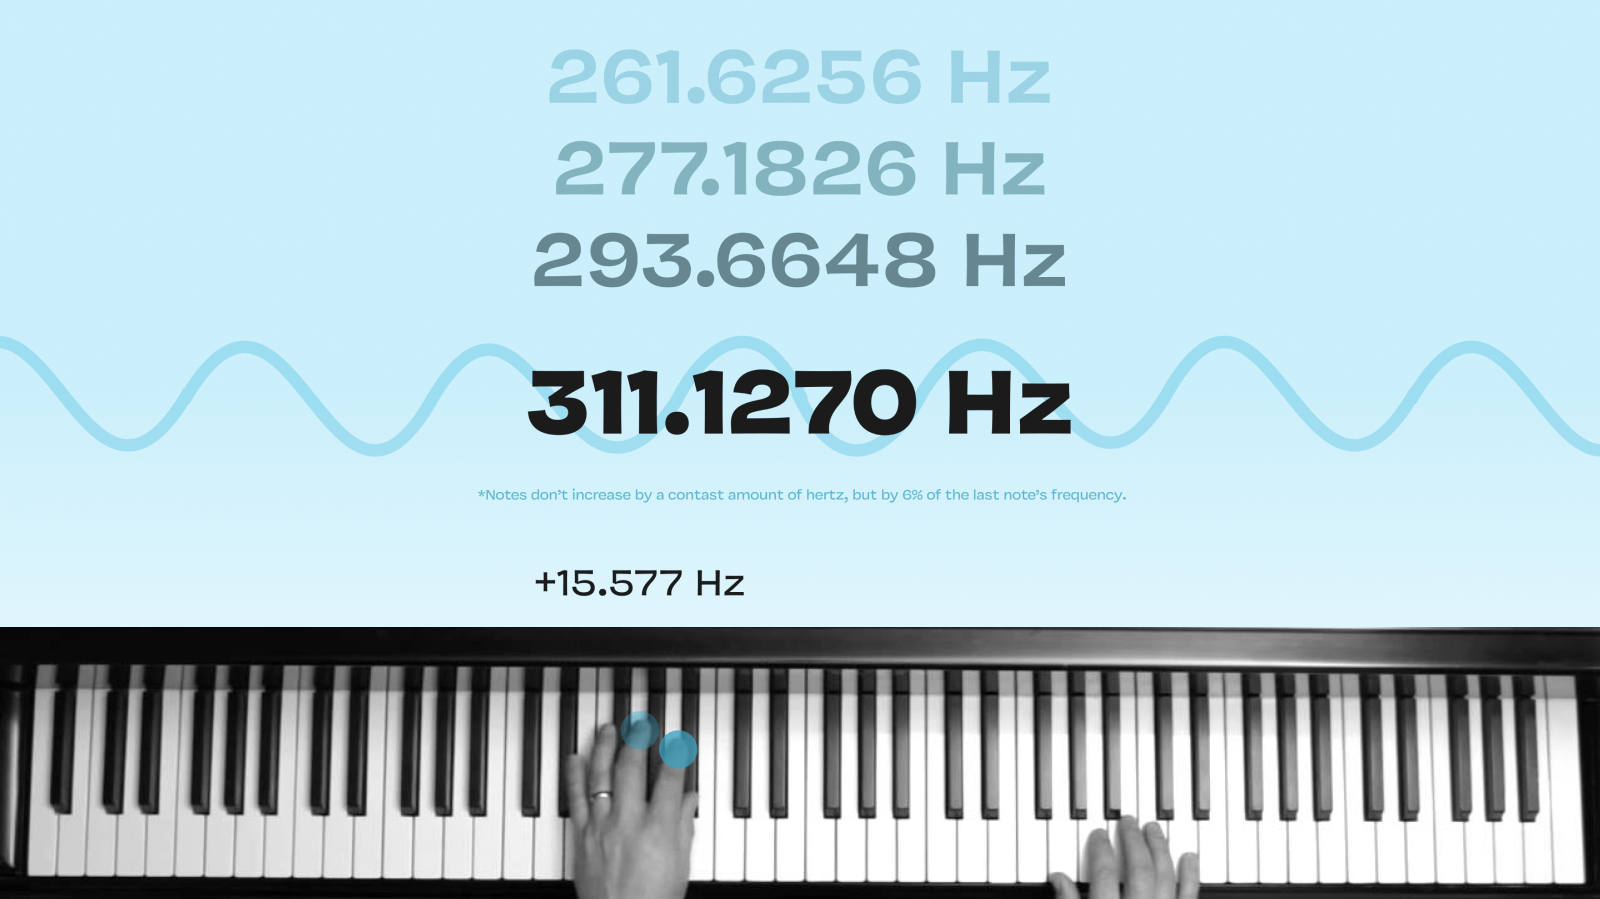 261.6256 Hz
277.1826 Hz
293.6648 Hz
311.1270 Hz
*Notes don't increase by a contast amount of hertz, but by 6% of the last note's frequency.
+15.577 Hz